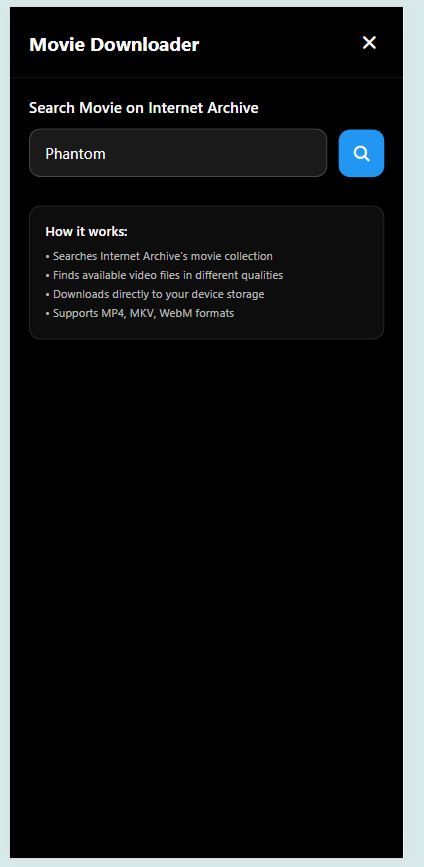 Movie Downloader
Search Movie on Internet Archive
Phantom
How it works:
• Searches Internet Archive's movie collection
• Finds available video files in different qualities
• Downloads directly to your device storage
• Supports MP4, MKV, WebM formats